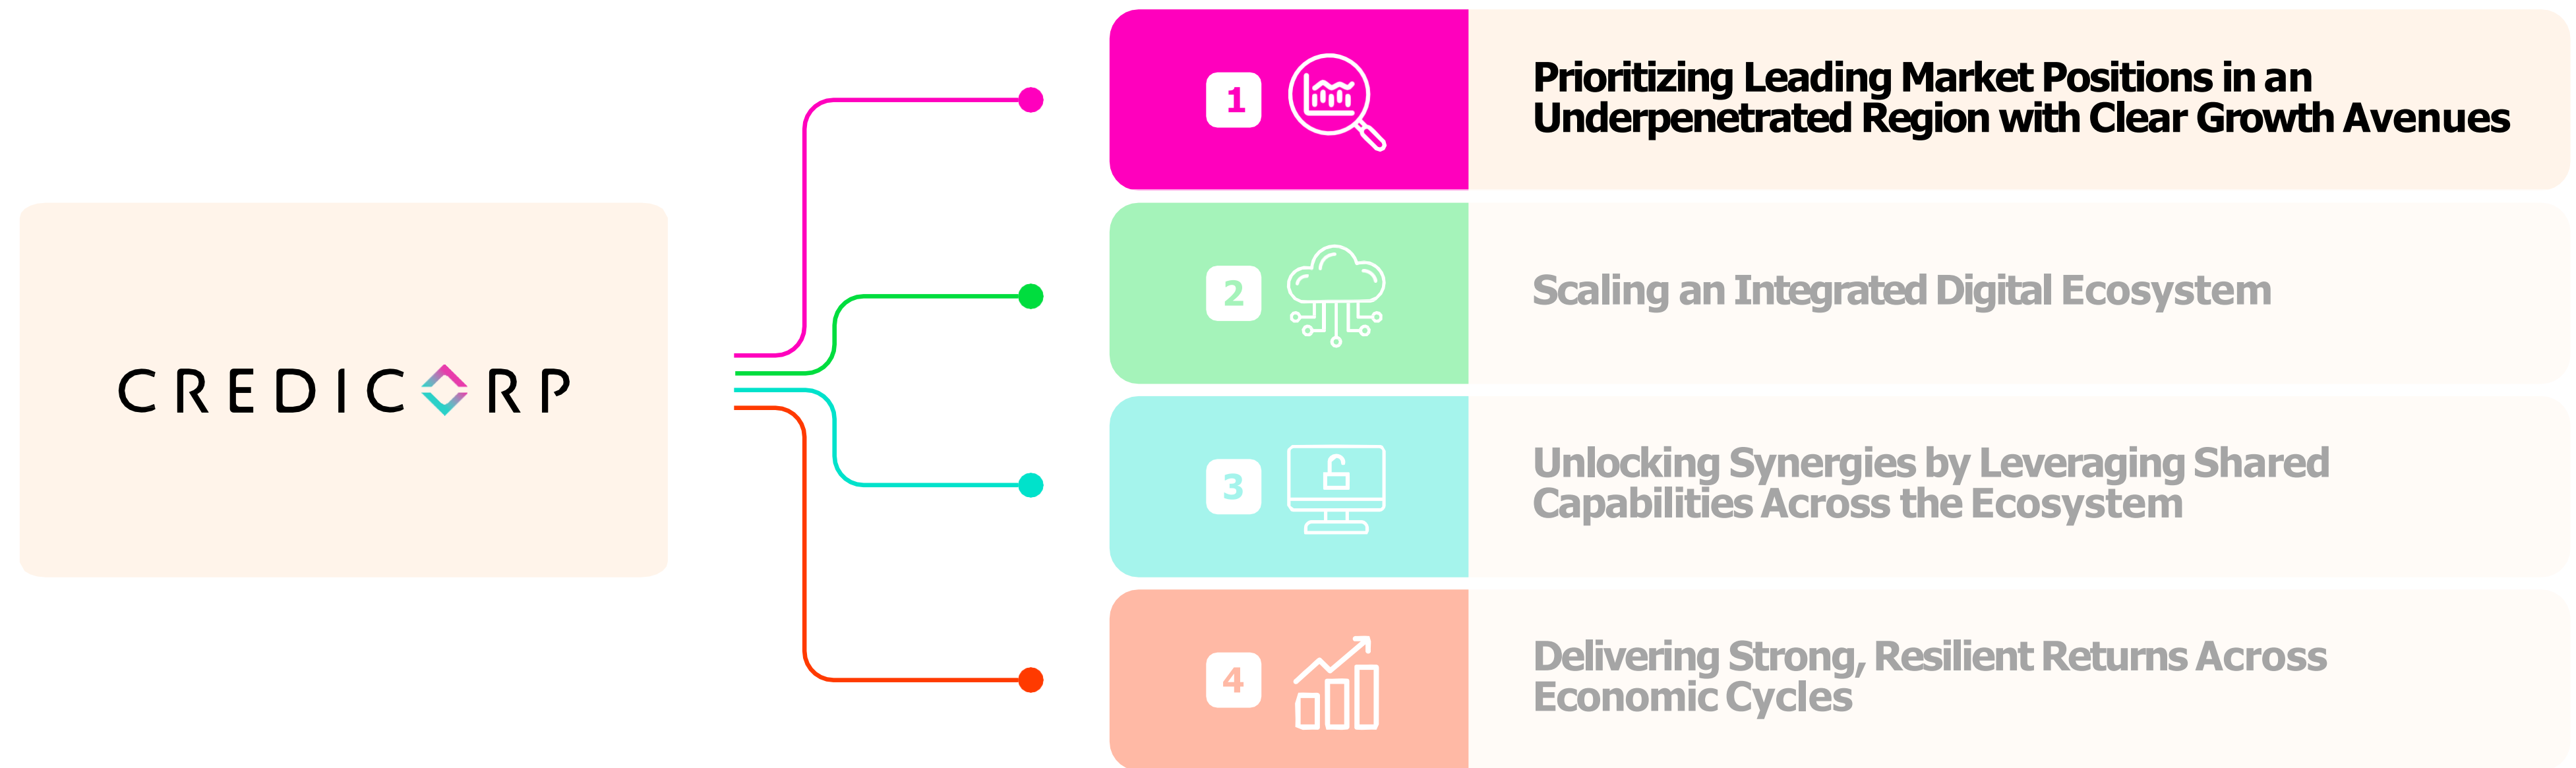 CREDICORP
1
Prioritizing Leading Market Positions in an
Underpenetrated Region with Clear Growth Avenues
2
Scaling an Integrated Digital Ecosystem
3
Unlocking Synergies by Leveraging Shared
Capabilities Across the Ecosystem
4
Delivering Strong, Resilient Returns Across
Economic Cycles